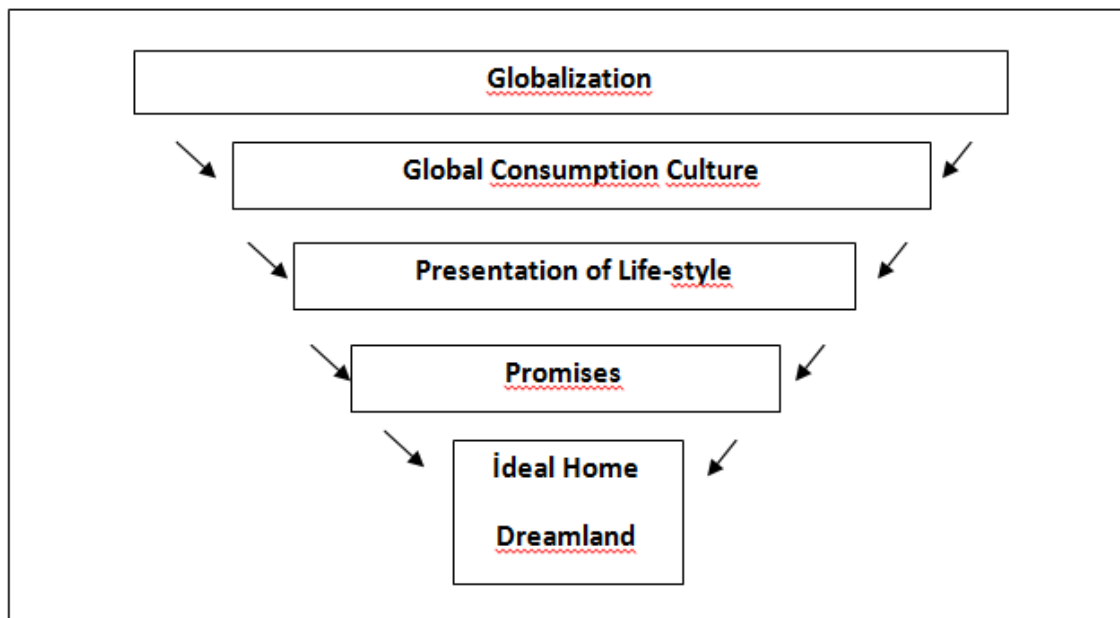 Globalization
Global Consumption Culture
Presentation of Life-style
Promises
İdeal Home
Dreamland